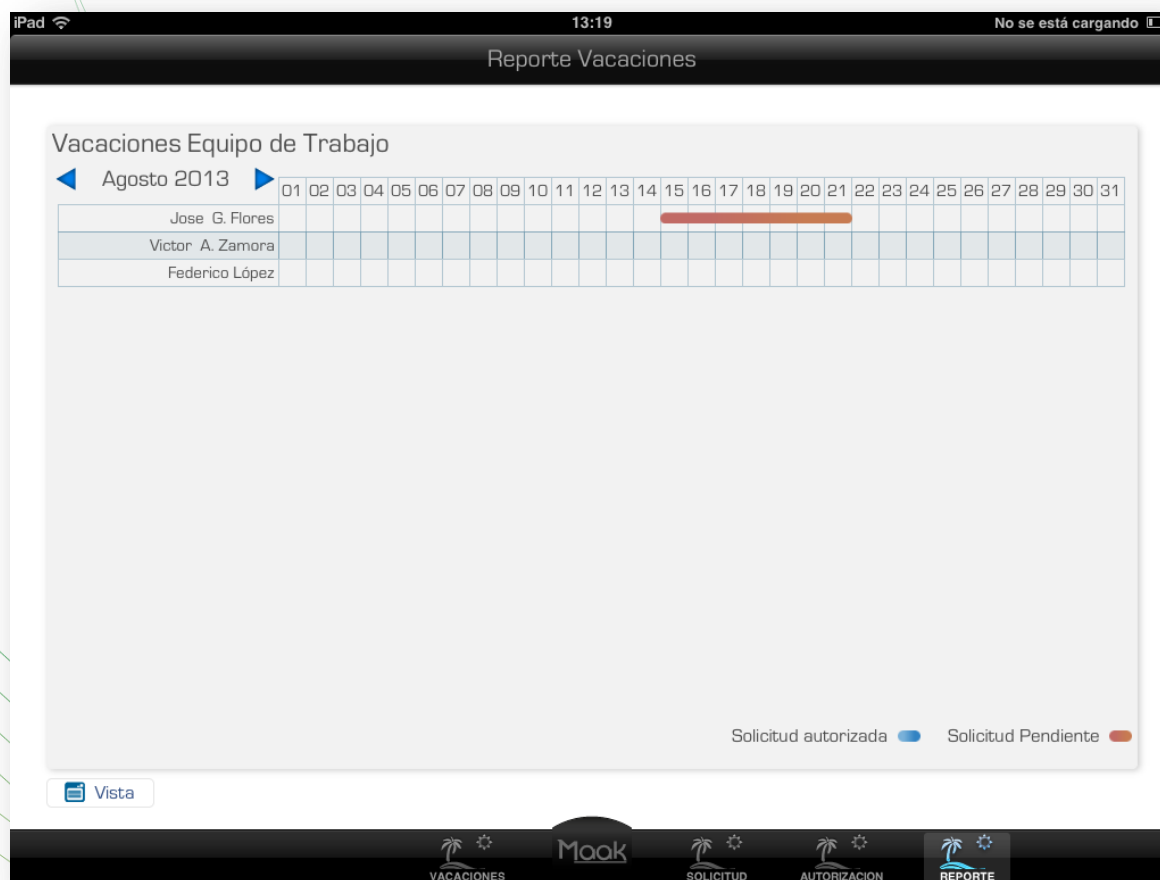 iPad 13:19 No se está cargando
Reporte Vacaciones
Vacaciones Equipo de Trabajo
Agosto 2013 01 02 03 04 05 06 07 08 09 10 11 12 13 14 15 16 17 18 19 20 21 22 23 24 25 26 27 28 29 30 31
Jose G. Flores
Victor A. Zamora
Federico López
Solicitud autorizada Solicitud Pendiente
Vista
VACACIONES Maak SOLICITUD AUTORIZACION REPORTE